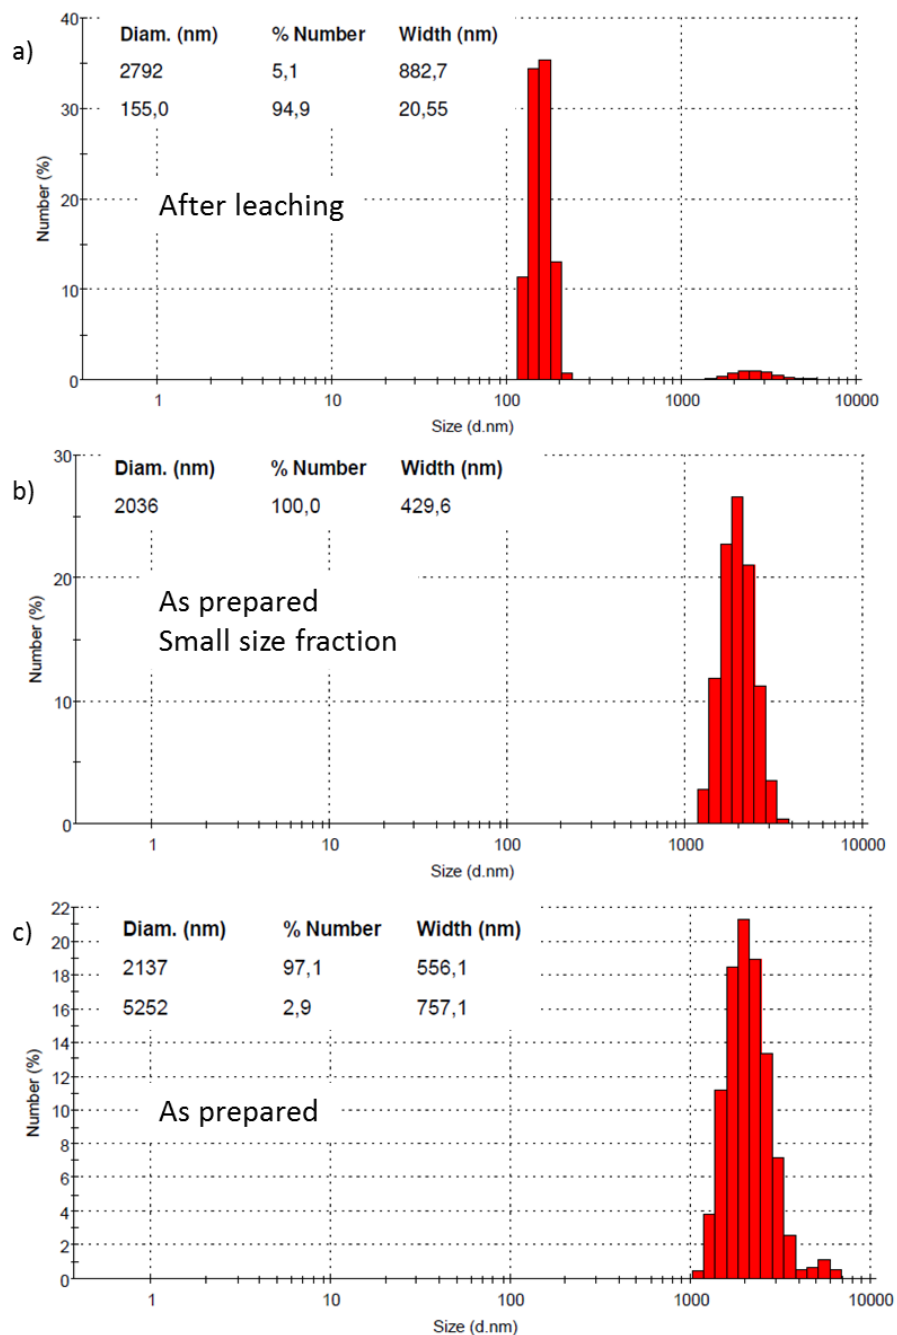 a)
Diam. (nm) % Number Width (nm)
2792 5,1 882,7
155,0 94,9 20,55
After leaching
Number (%)
40
30
20
10
0
1 10 100 1000 10000
Size (d.nm)
b)
Diam. (nm) % Number Width (nm)
2036 100,0 429,6
As prepared
Small size fraction
Number (%)
30
20
10
0
1 10 100 1000 10000
Size (d.nm)
c)
Diam. (nm) % Number Width (nm)
2137 97,1 556,1
5252 2,9 757,1
As prepared
Number (%)
22
20
18
16
14
12
10
8
6
4
2
0
1 10 100 1000 10000
Size (d.nm)